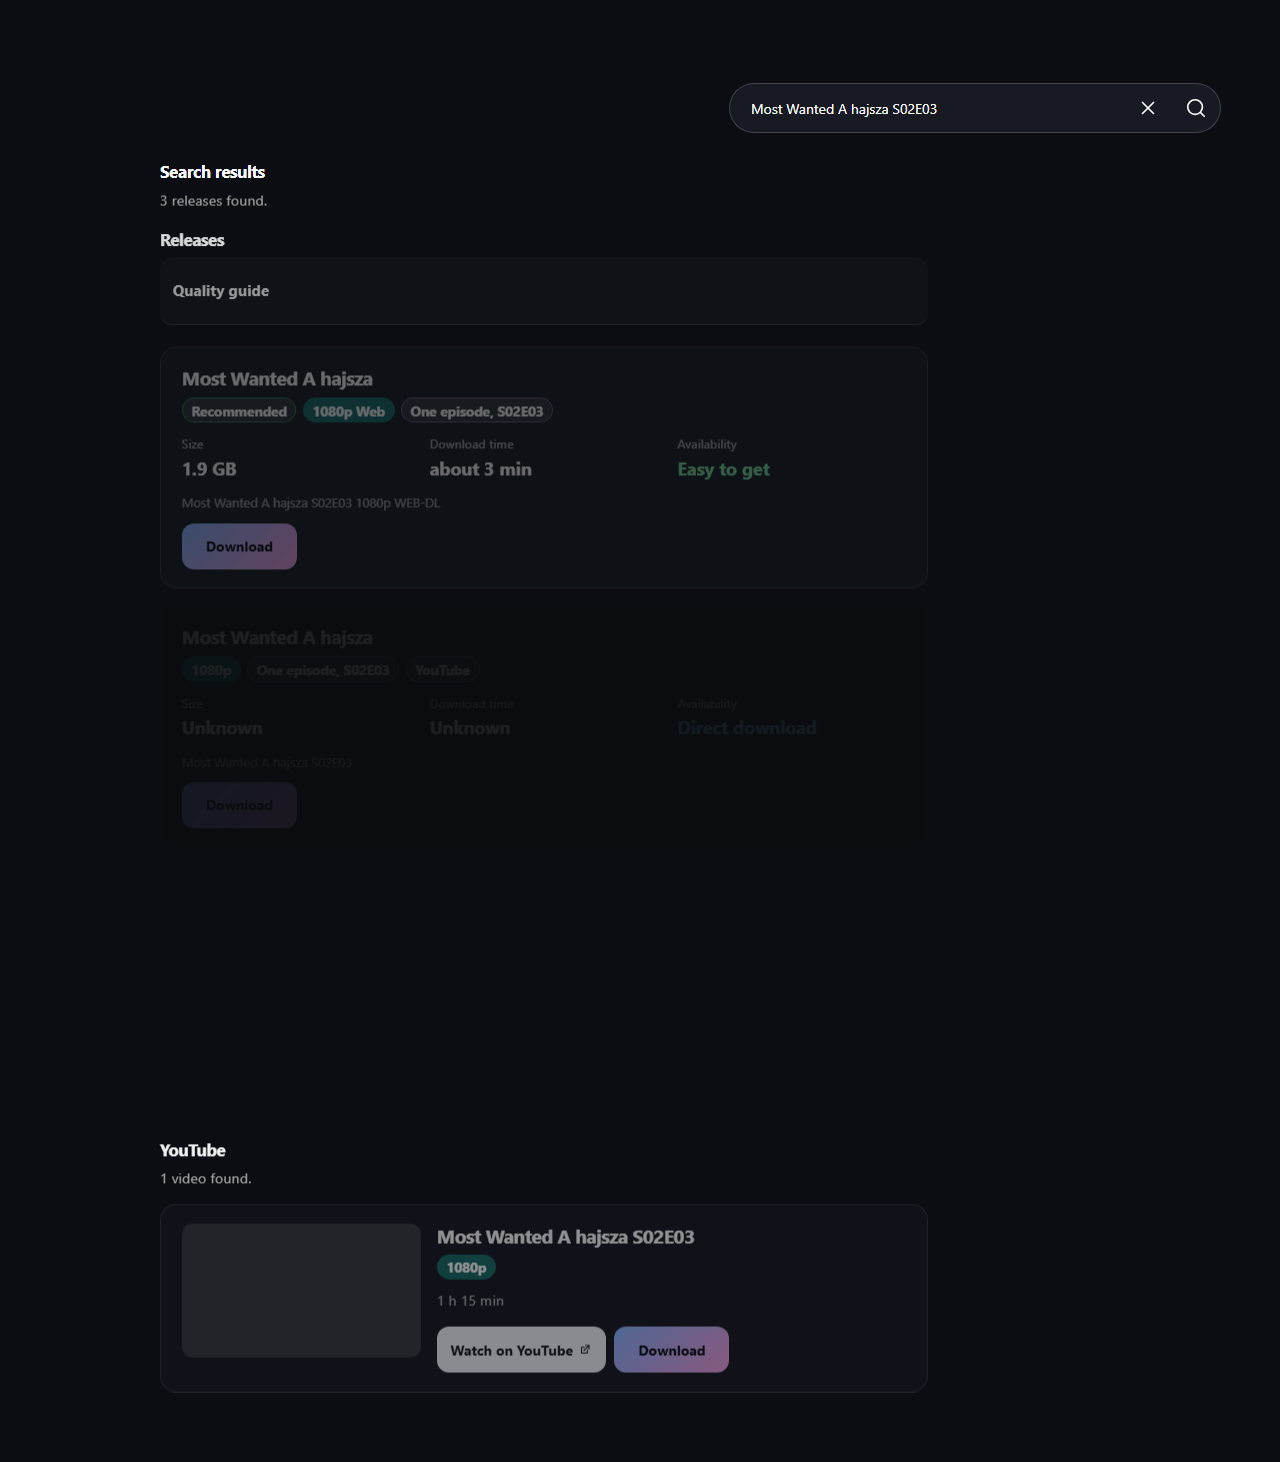 Most Wanted A hajsza S02E03
Search results
3 releases found.
Releases
Quality guide
Most Wanted A hajsza
Recommended 1080p Web One episode, S02E03
Size Download time Availability
1.9 GB about 3 min Easy to get
Most Wanted A hajsza S02E03 1080p WEB-DL
Download
Most Wanted A hajsza
1080p One episode, S02E03 YouTube
Size Download time Availability
Unknown Unknown Direct download
Most Wanted A hajsza S02E03
Download
YouTube
1 video found.
Most Wanted A hajsza S02E03
1080p
1 h 15 min
Watch on YouTube Download